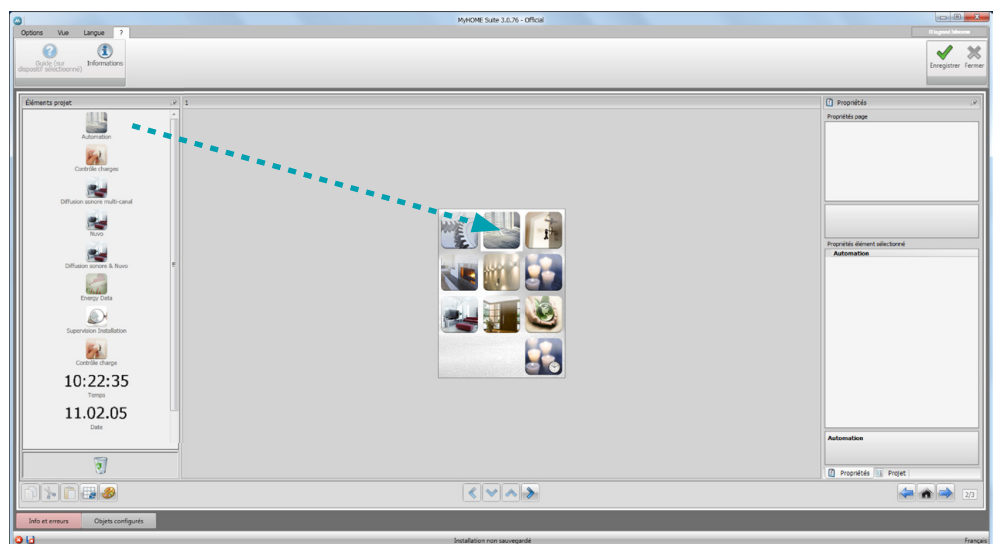 MyHOME Suite 3.0.76 - Official
Options Vue Langue ?
Guide (sur dispositif sélectionné)
Informations
Enregistrer Fermer
Éléments projet
1
Propriétés
Automation
Contrôle charges
Diffusion sonore multi-canal
Nuvo
Diffusion sonore & Nuvo
Energy Data
Supervision Installation
Contrôle charge
10:22:35
Temps
11.02.05
Date
Propriétés page
Propriétés élément sélectionné
Automation
Automation
Propriétés Projet
2/3
Info et erreurs Objets configurés
Installation non sauvegardé
Français